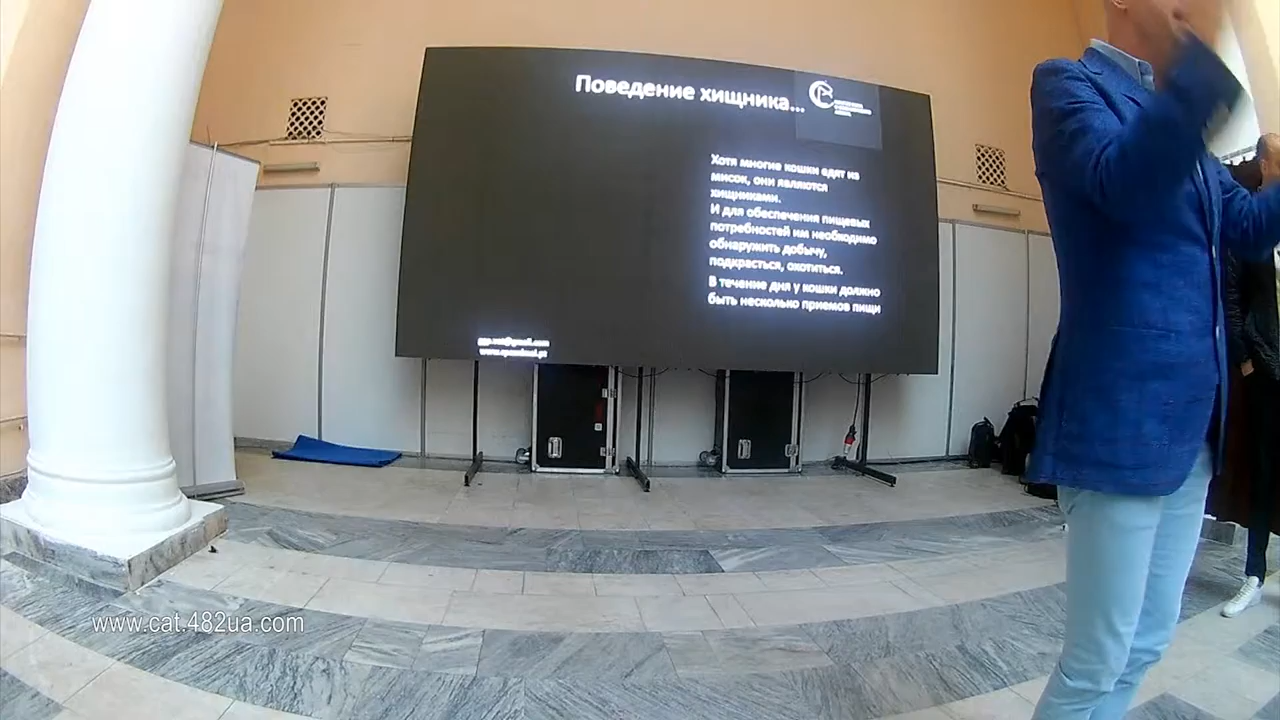 Поведение хищника...
Хотя многие кошки едят из
мисок, они являются
хищниками.
И для обеспечения пищевых
потребностей им необходимо
обнаружить добычу,
подкрасться, охотиться.
В течение дня у кошки должно
быть несколько приемов пищи
www.cat.482ua.com